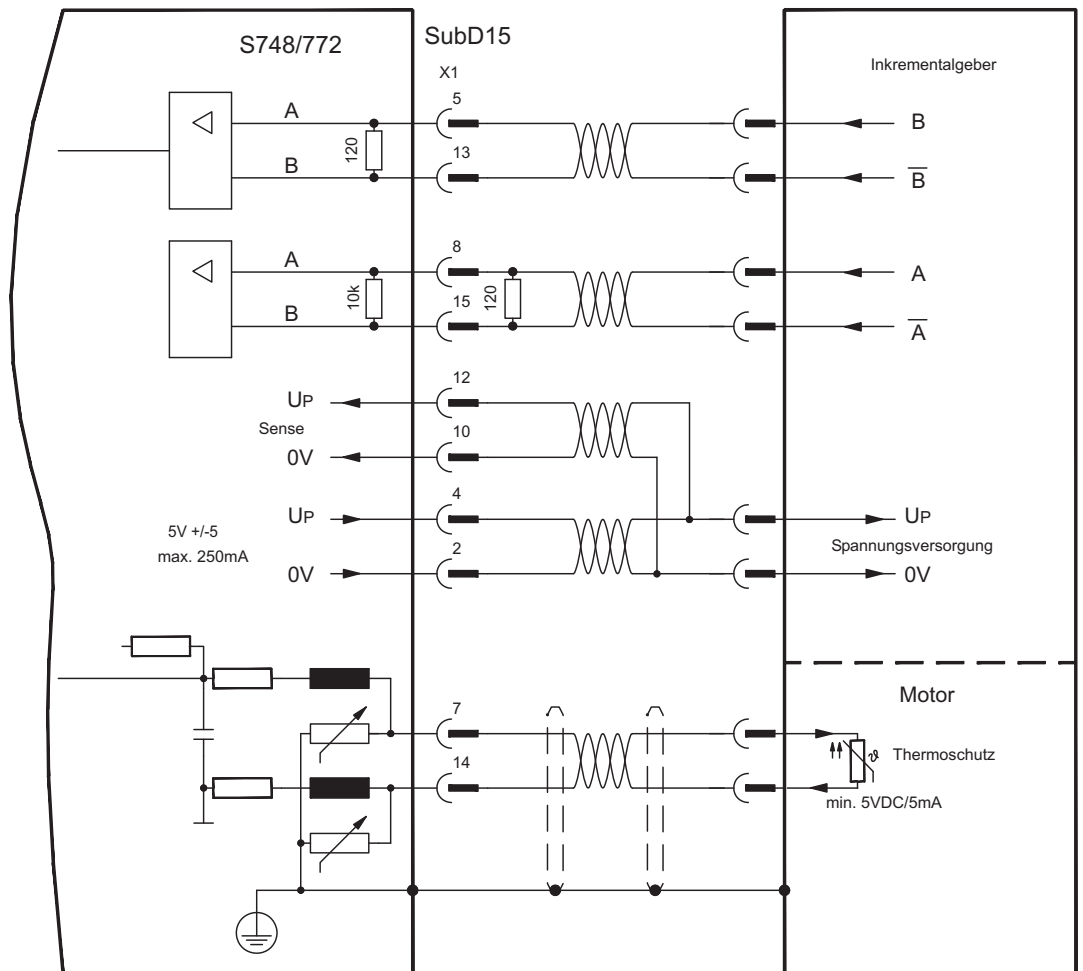 S748/772
SubD15
X1
Inkrementalgeber
5
A
120
B
13
B
B̅
8
A
10k
120
A
15
B
A̅
12
UP
Sense
10
0V
4
UP
UP
5V +/-5
max. 250mA
Spannungsversorgung
2
0V
0V
7
Motor
ϑ
Thermoschutz
14
min. 5VDC/5mA